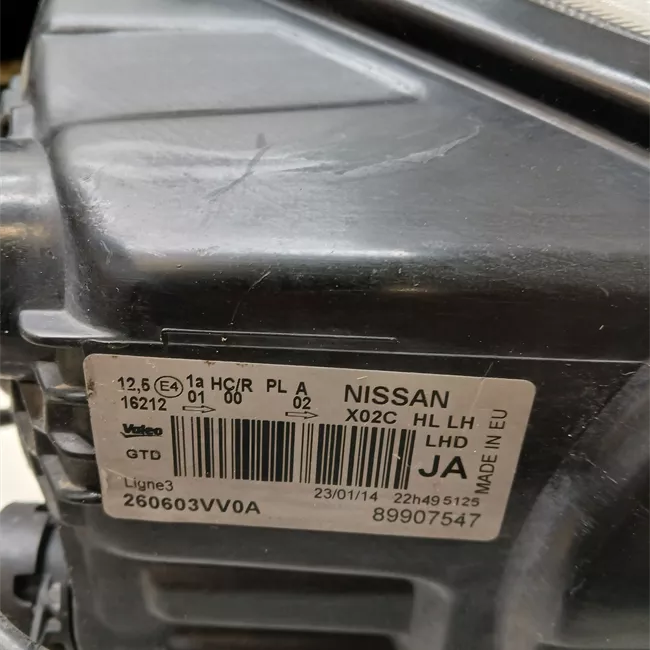 12,5 E4 1a HC/R PL A NISSAN
16212 01 00 02 X02C HL LH
Valeo LHD
GTD JA
MADE IN EU
Ligne3 23/01/14 22h49 5125
260603VV0A 89907547